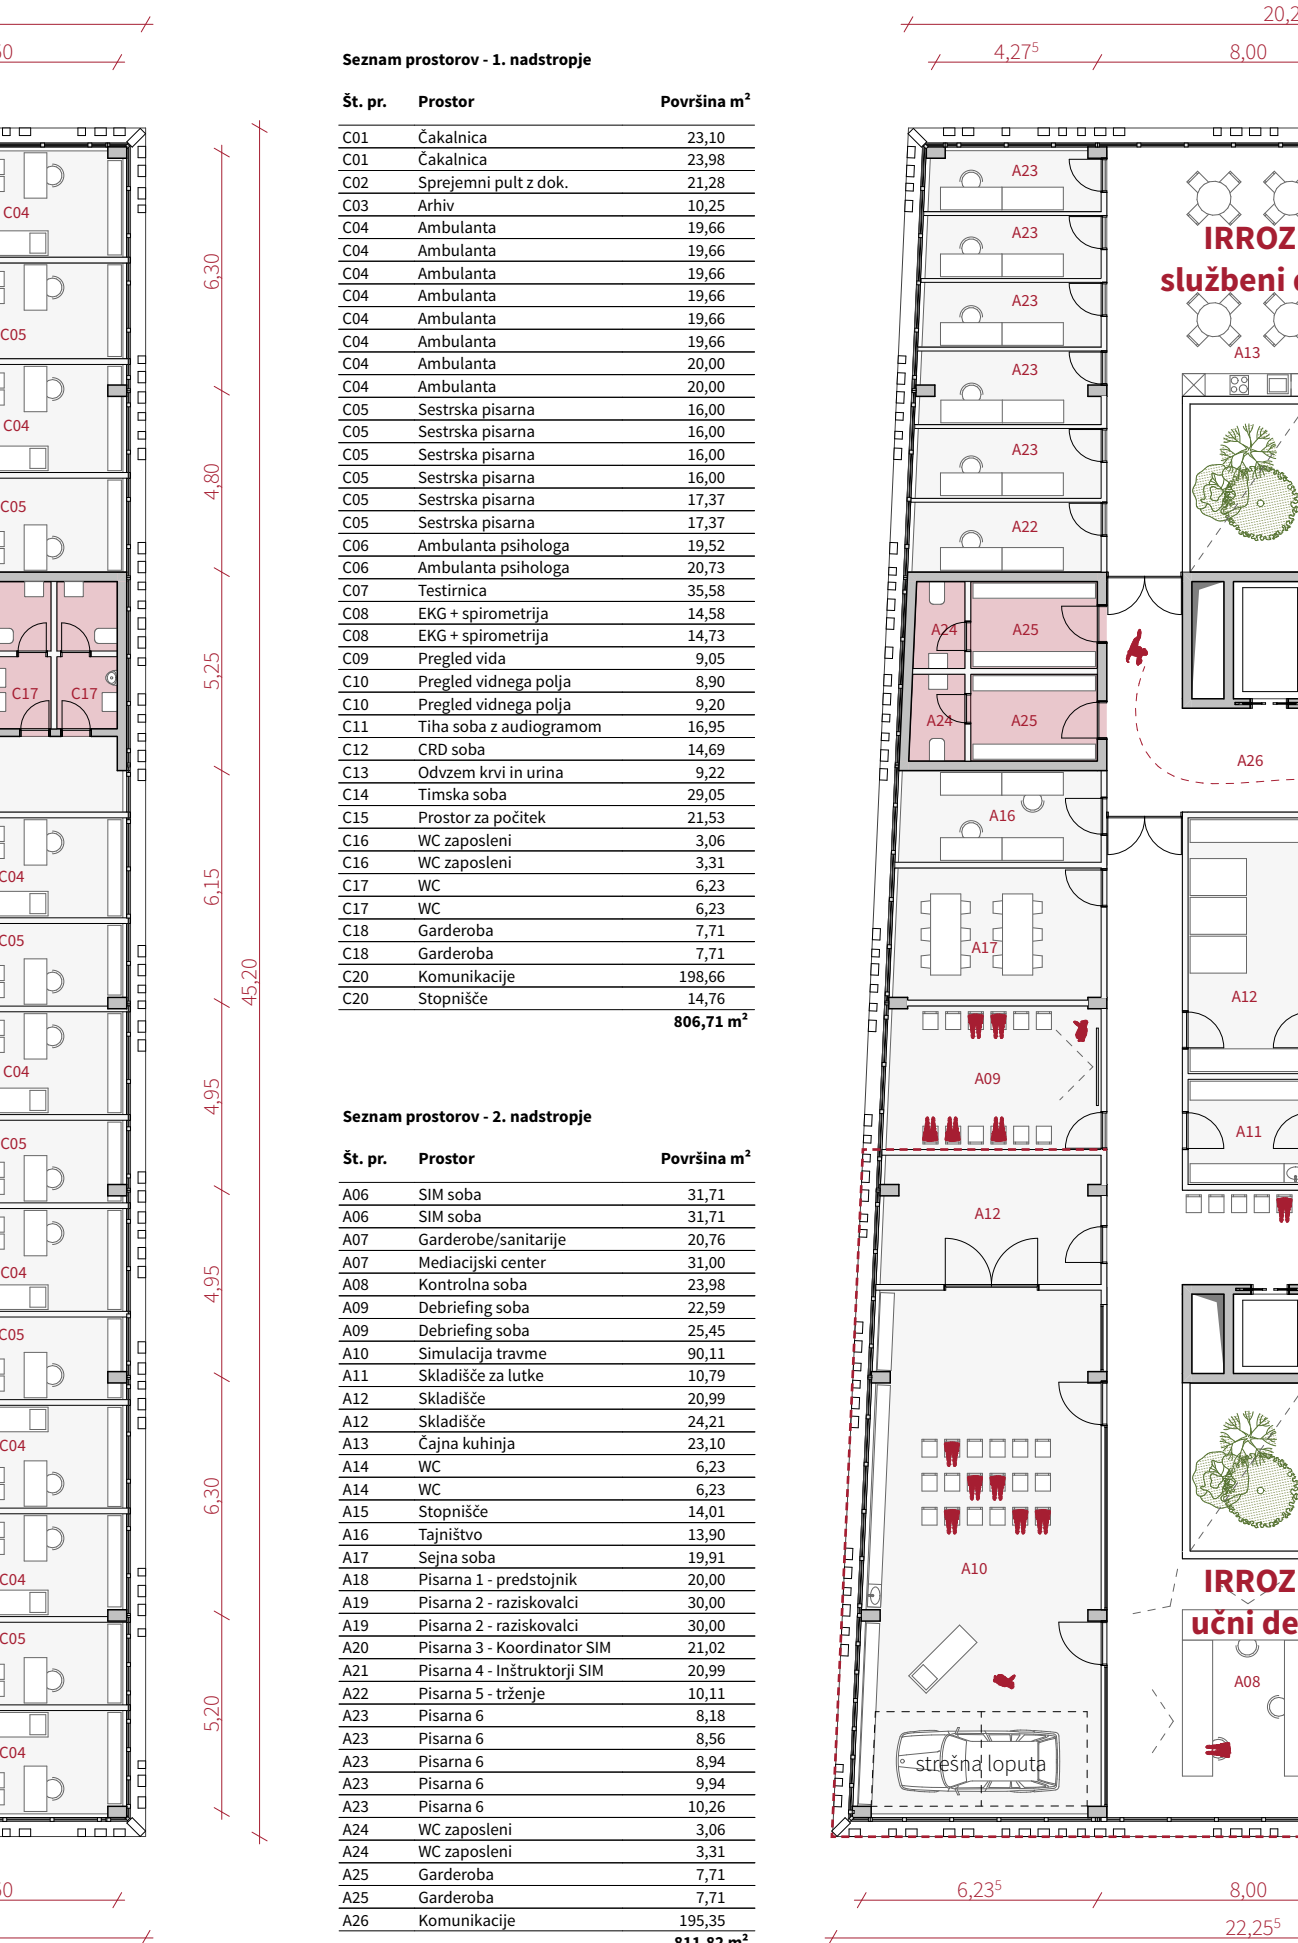 50
C04
C05
C04
C05
C17
C17
C04
C05
C04
C05
C04
C05
C04
C04
C05
C04
50
6,30
4,80
5,25
6,15
4,95
4,95
6,30
5,20
45,20
Seznam prostorov - 1. nadstropje
Št. pr. Prostor Površina m²
C01 Čakalnica 23,10
C01 Čakalnica 23,98
C02 Sprejemni pult z dok. 21,28
C03 Arhiv 10,25
C04 Ambulanta 19,66
C04 Ambulanta 19,66
C04 Ambulanta 19,66
C04 Ambulanta 19,66
C04 Ambulanta 19,66
C04 Ambulanta 19,66
C04 Ambulanta 20,00
C04 Ambulanta 20,00
C05 Sestrska pisarna 16,00
C05 Sestrska pisarna 16,00
C05 Sestrska pisarna 16,00
C05 Sestrska pisarna 16,00
C05 Sestrska pisarna 17,37
C05 Sestrska pisarna 17,37
C06 Ambulanta psihologa 19,52
C06 Ambulanta psihologa 20,73
C07 Testirnica 35,58
C08 EKG + spirometrija 14,58
C08 EKG + spirometrija 14,73
C09 Pregled vida 9,05
C10 Pregled vidnega polja 8,90
C10 Pregled vidnega polja 9,20
C11 Tiha soba z audiogramom 16,95
C12 CRD soba 14,69
C13 Odvzem krvi in urina 9,22
C14 Timska soba 29,05
C15 Prostor za počitek 21,53
C16 WC zaposleni 3,06
C16 WC zaposleni 3,31
C17 WC 6,23
C17 WC 6,23
C18 Garderoba 7,71
C18 Garderoba 7,71
C20 Komunikacije 198,66
C20 Stopnišče 14,76
806,71 m²
Seznam prostorov - 2. nadstropje
Št. pr. Prostor Površina m²
A06 SIM soba 31,71
A06 SIM soba 31,71
A07 Garderobe/sanitarije 20,76
A07 Mediacijski center 31,00
A08 Kontrolna soba 23,98
A09 Debriefing soba 22,59
A09 Debriefing soba 25,45
A10 Simulacija travme 90,11
A11 Skladišče za lutke 10,79
A12 Skladišče 20,99
A12 Skladišče 24,21
A13 Čajna kuhinja 23,10
A14 WC 6,23
A14 WC 6,23
A15 Stopnišče 14,01
A16 Tajništvo 13,90
A17 Sejna soba 19,91
A18 Pisarna 1 - predstojnik 20,00
A19 Pisarna 2 - raziskovalci 30,00
A19 Pisarna 2 - raziskovalci 30,00
A20 Pisarna 3 - Koordinator SIM 21,02
A21 Pisarna 4 - Inštruktorji SIM 20,99
A22 Pisarna 5 - trženje 10,11
A23 Pisarna 6 8,18
A23 Pisarna 6 8,56
A23 Pisarna 6 8,94
A23 Pisarna 6 9,94
A23 Pisarna 6 10,26
A24 WC zaposleni 3,06
A24 WC zaposleni 3,31
A25 Garderoba 7,71
A25 Garderoba 7,71
A26 Komunikacije 195,35
811,82 m²
20,2
4,27⁵ 8,00
A23
A23
A23
A23
A23
A22
IRROZ
službeni
A13
A24 A25
A24 A25
A26
A16
A17
A12
A09
A11
A12
A10
IRROZ
učni de
A08
strešna loputa
6,23⁵ 8,00
22,25⁵